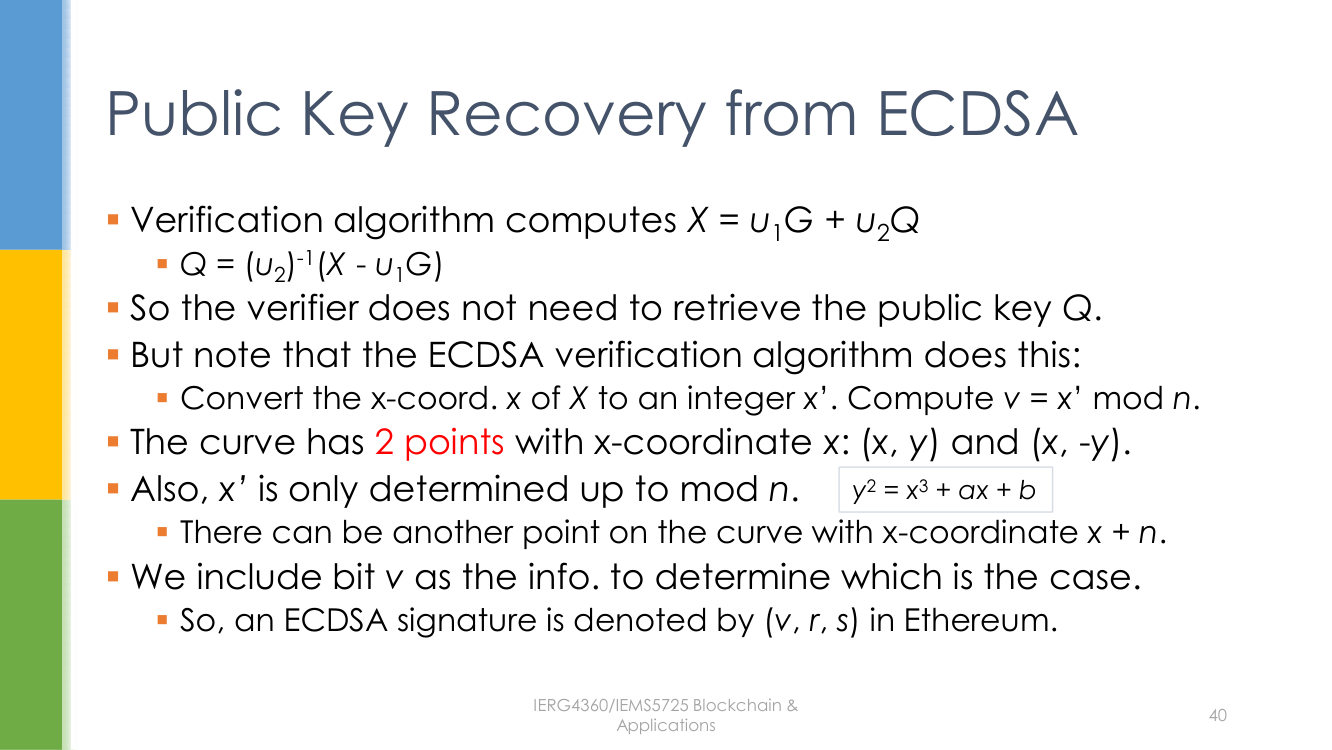 Public Key Recovery from ECDSA
▪ Verification algorithm computes X = u₁G + u₂Q
▪ Q = (u₂)⁻¹(X - u₁G)
▪ So the verifier does not need to retrieve the public key Q.
▪ But note that the ECDSA verification algorithm does this:
▪ Convert the x-coord. x of X to an integer x’. Compute v = x’ mod n.
▪ The curve has 2 points with x-coordinate x: (x, y) and (x, -y).
▪ Also, x’ is only determined up to mod n.
y² = x³ + ax + b
▪ There can be another point on the curve with x-coordinate x + n.
▪ We include bit v as the info. to determine which is the case.
▪ So, an ECDSA signature is denoted by (v, r, s) in Ethereum.
IERG4360/IEMS5725 Blockchain &
Applications
40